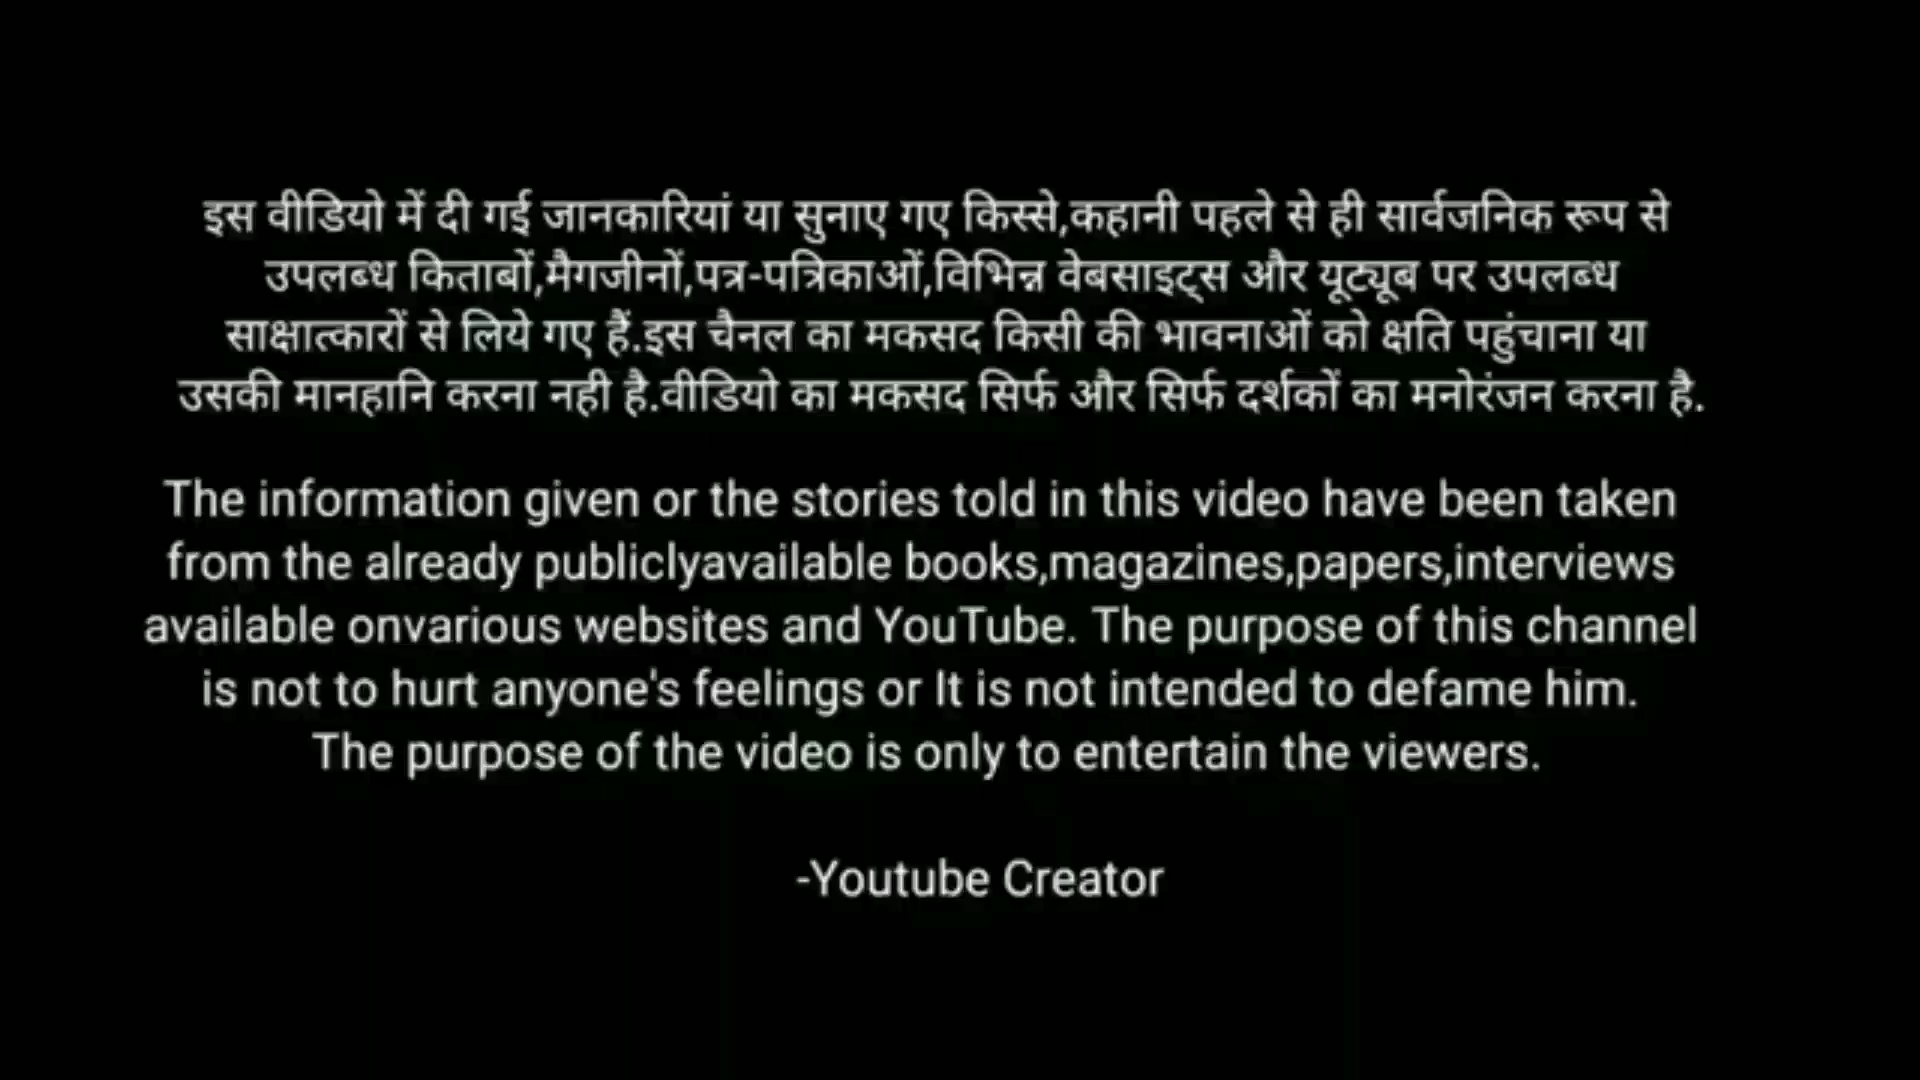 इस वीडियो में दी गई जानकारियां या सुनाए गए किस्से,कहानी पहले से ही सार्वजनिक रूप से
उपलब्ध किताबों,मैगजीनों,पत्र-पत्रिकाओं,विभिन्न वेबसाइट्स और यूट्यूब पर उपलब्ध
साक्षात्कारों से लिये गए हैं.इस चैनल का मकसद किसी की भावनाओं को क्षति पहुंचाना या
उसकी मानहानि करना नही है.वीडियो का मकसद सिर्फ और सिर्फ दर्शकों का मनोरंजन करना है.
The information given or the stories told in this video have been taken
from the already publiclyavailable books,magazines,papers,interviews
available onvarious websites and YouTube. The purpose of this channel
is not to hurt anyone's feelings or It is not intended to defame him.
The purpose of the video is only to entertain the viewers.
-Youtube Creator